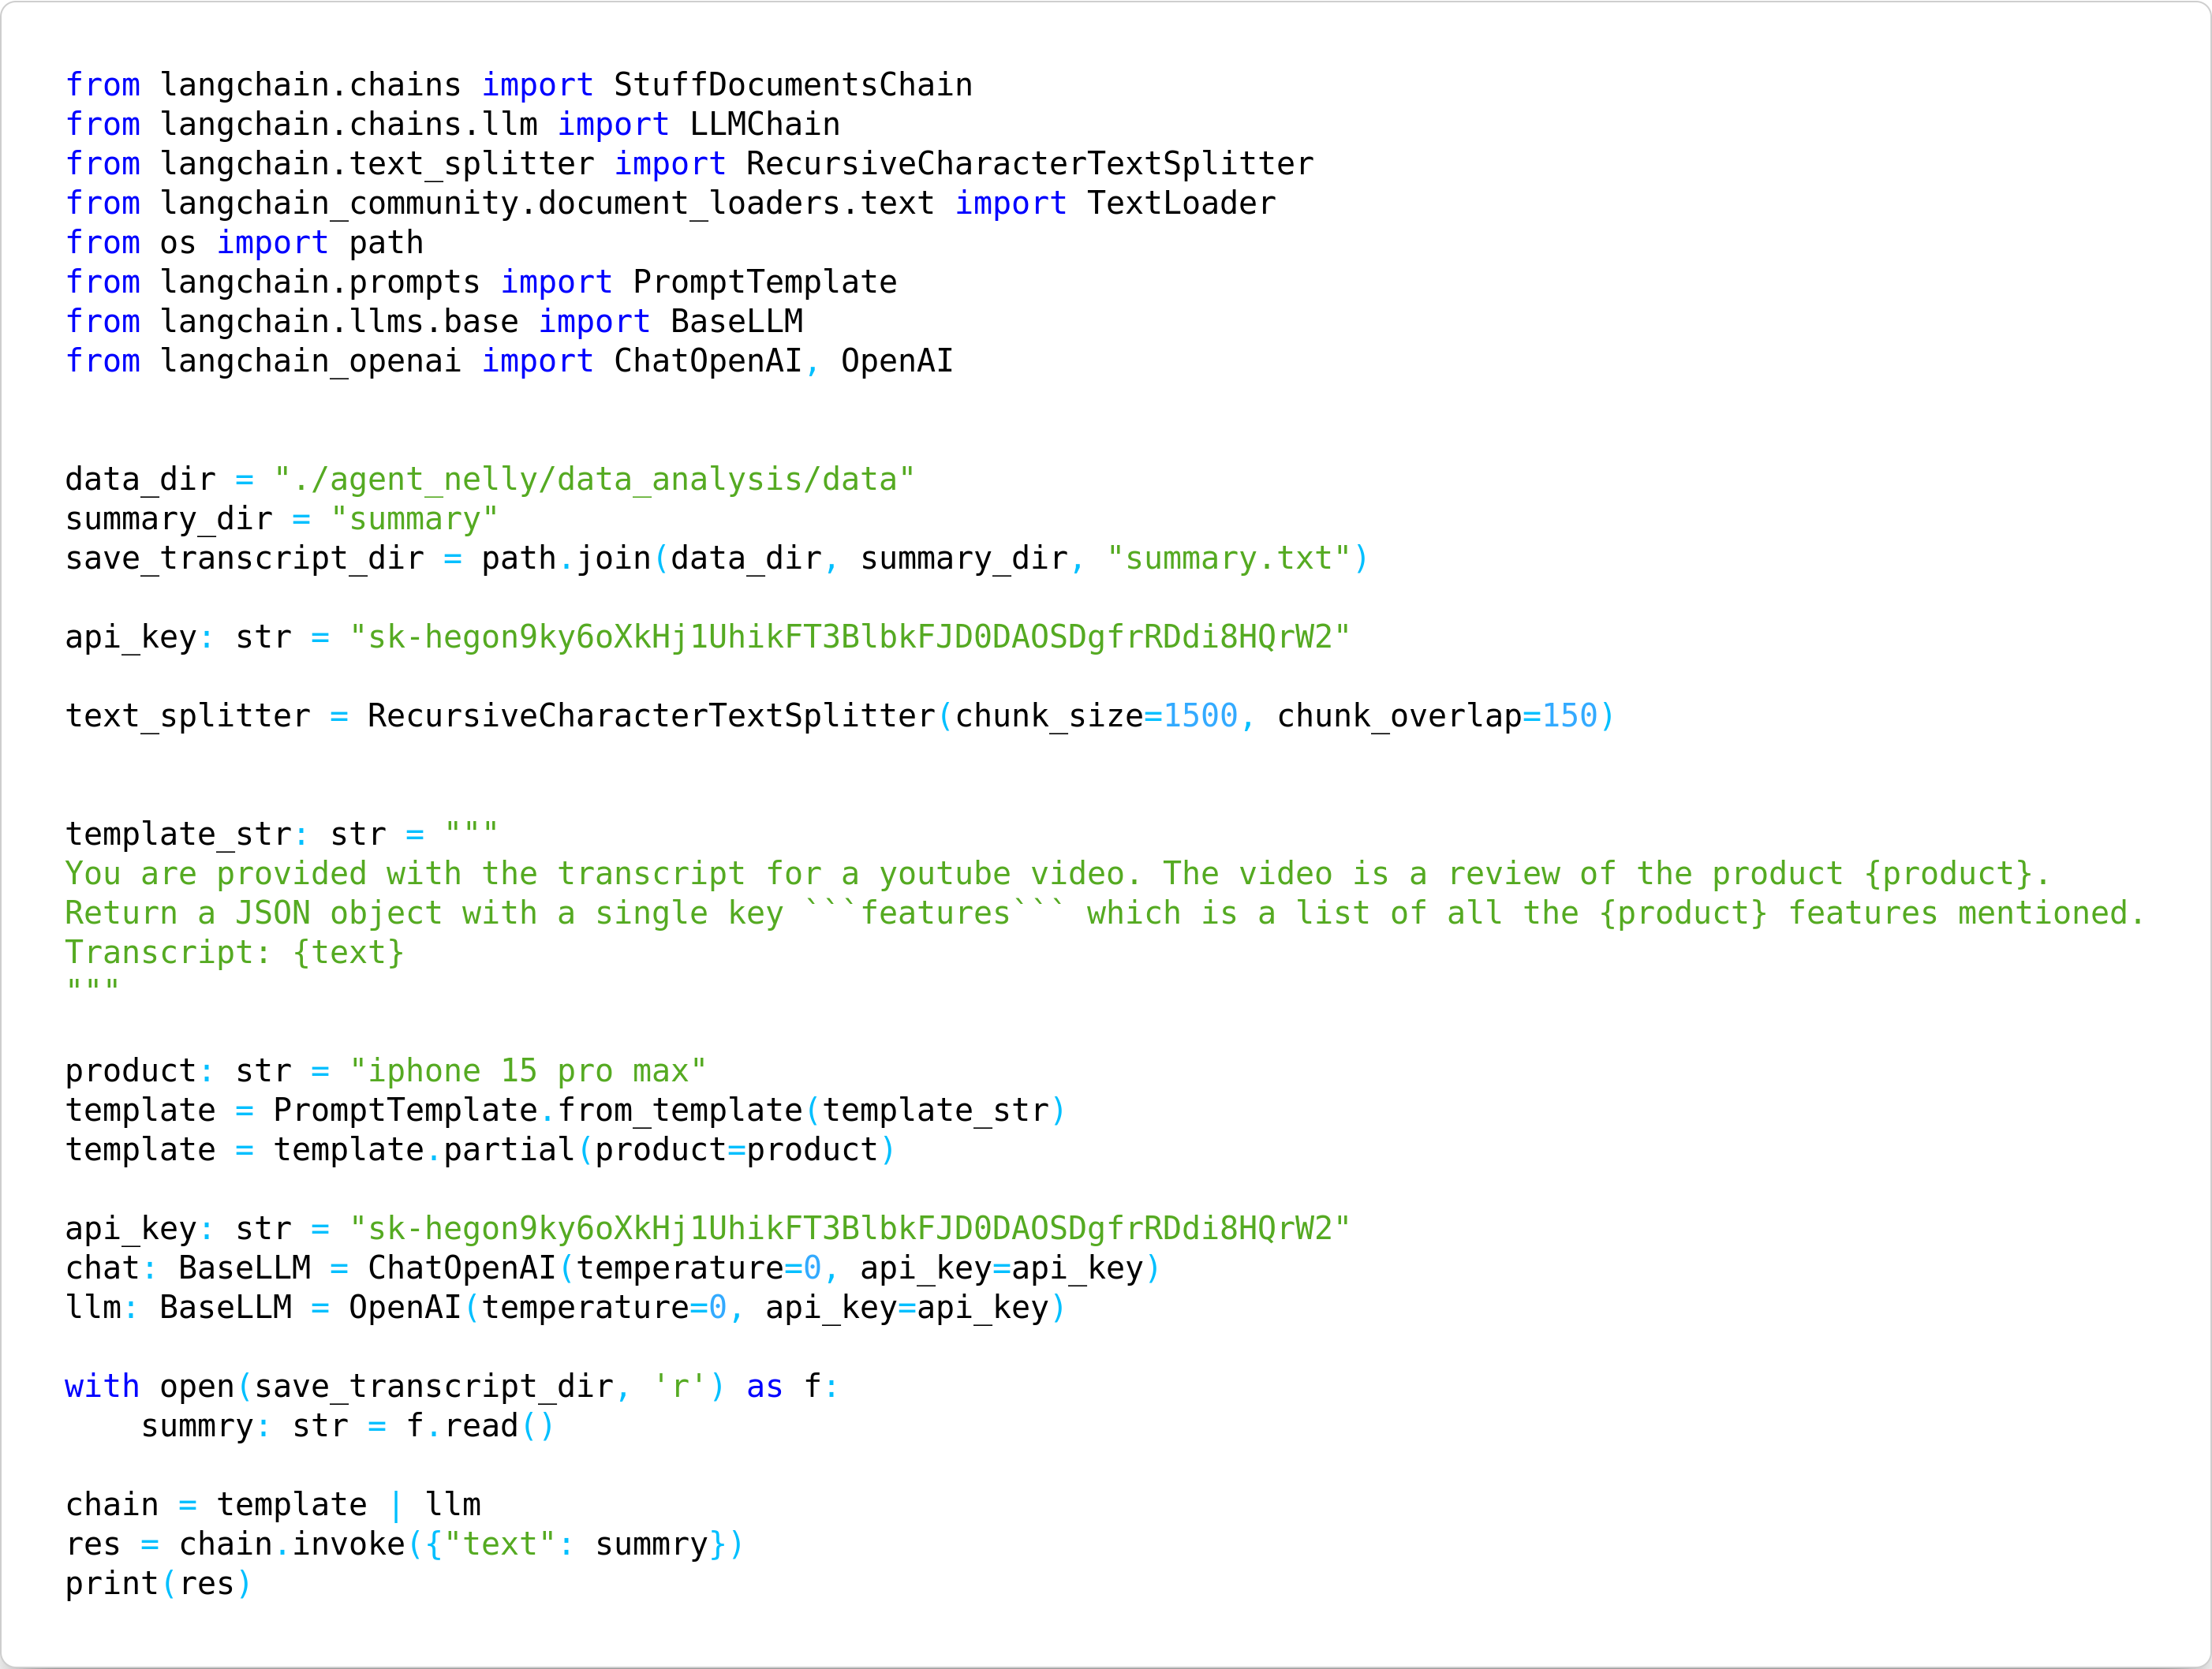 from langchain.chains import StuffDocumentsChain
from langchain.chains.llm import LLMChain
from langchain.text_splitter import RecursiveCharacterTextSplitter
from langchain_community.document_loaders.text import TextLoader
from os import path
from langchain.prompts import PromptTemplate
from langchain.llms.base import BaseLLM
from langchain_openai import ChatOpenAI, OpenAI
data_dir = "./agent_nelly/data_analysis/data"
summary_dir = "summary"
save_transcript_dir = path.join(data_dir, summary_dir, "summary.txt")
api_key: str = "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"
text_splitter = RecursiveCharacterTextSplitter(chunk_size=1500, chunk_overlap=150)
template_str: str = """
You are provided with the transcript for a youtube video. The video is a review of the product {product}.
Return a JSON object with a single key ```features``` which is a list of all the {product} features mentioned.
Transcript: {text}
"""
product: str = "iphone 15 pro max"
template = PromptTemplate.from_template(template_str)
template = template.partial(product=product)
api_key: str = "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"
chat: BaseLLM = ChatOpenAI(temperature=0, api_key=api_key)
llm: BaseLLM = OpenAI(temperature=0, api_key=api_key)
with open(save_transcript_dir, 'r') as f:
    summry: str = f.read()
chain = template | llm
res = chain.invoke({"text": summry})
print(res)